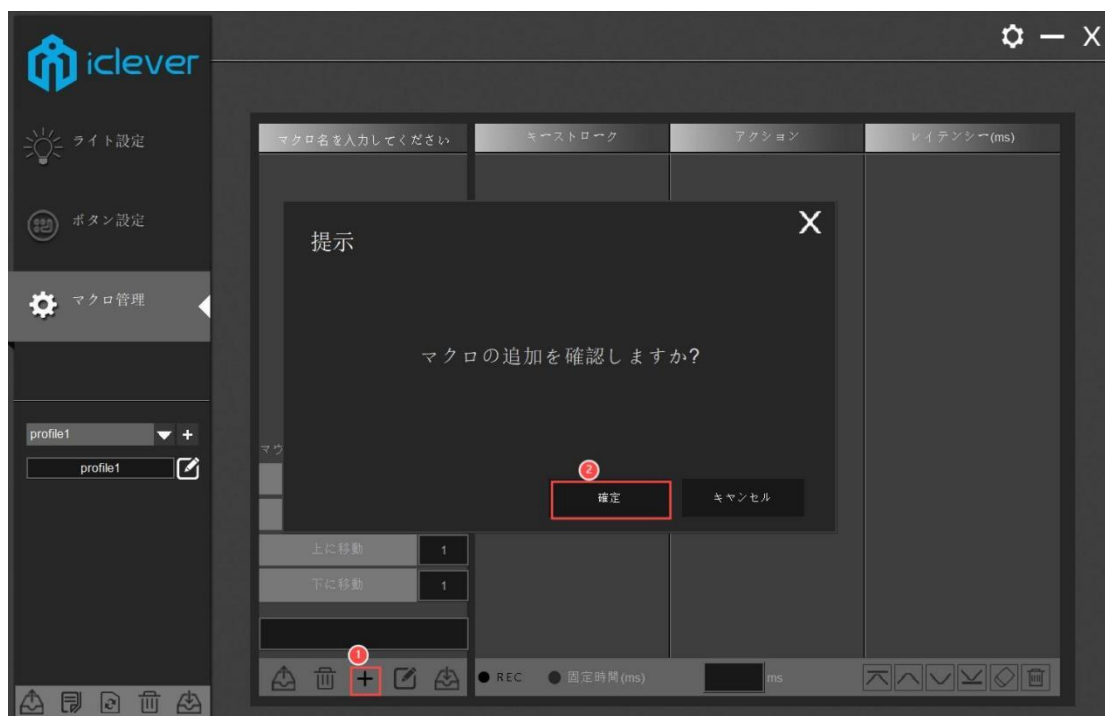 iclever
X
ライト設定
ボタン設定
マクロ管理
profile1
profile1
マクロ名を入力してください
キーストローク
アクション
レイテンシー(ms)
提示
X
マクロの追加を確認しますか?
2
確定
キャンセル
マウ
上に移動
1
下に移動
1
1
REC
固定時間(ms)
ms